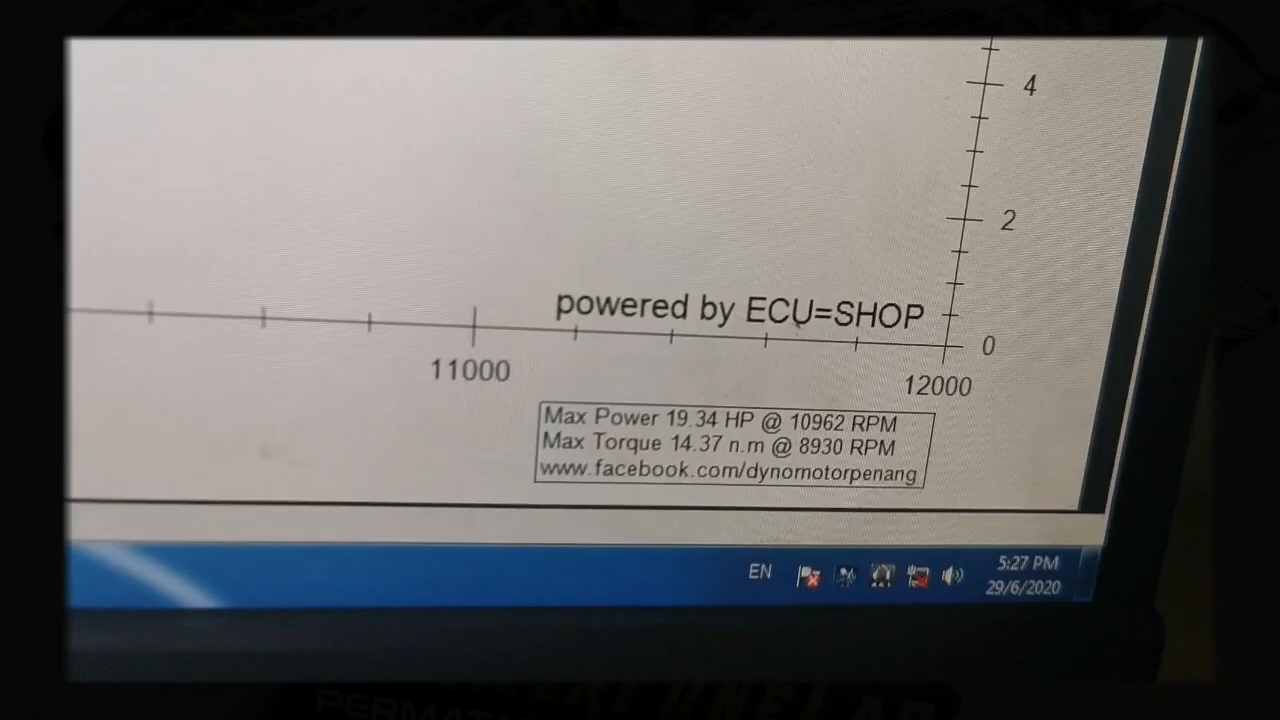 4
2
powered by ECU=SHOP
0
11000
12000
Max Power 19.34 HP @ 10962 RPM
Max Torque 14.37 n.m @ 8930 RPM
www.facebook.com/dynomotorpenang
EN
5:27 PM
29/6/2020